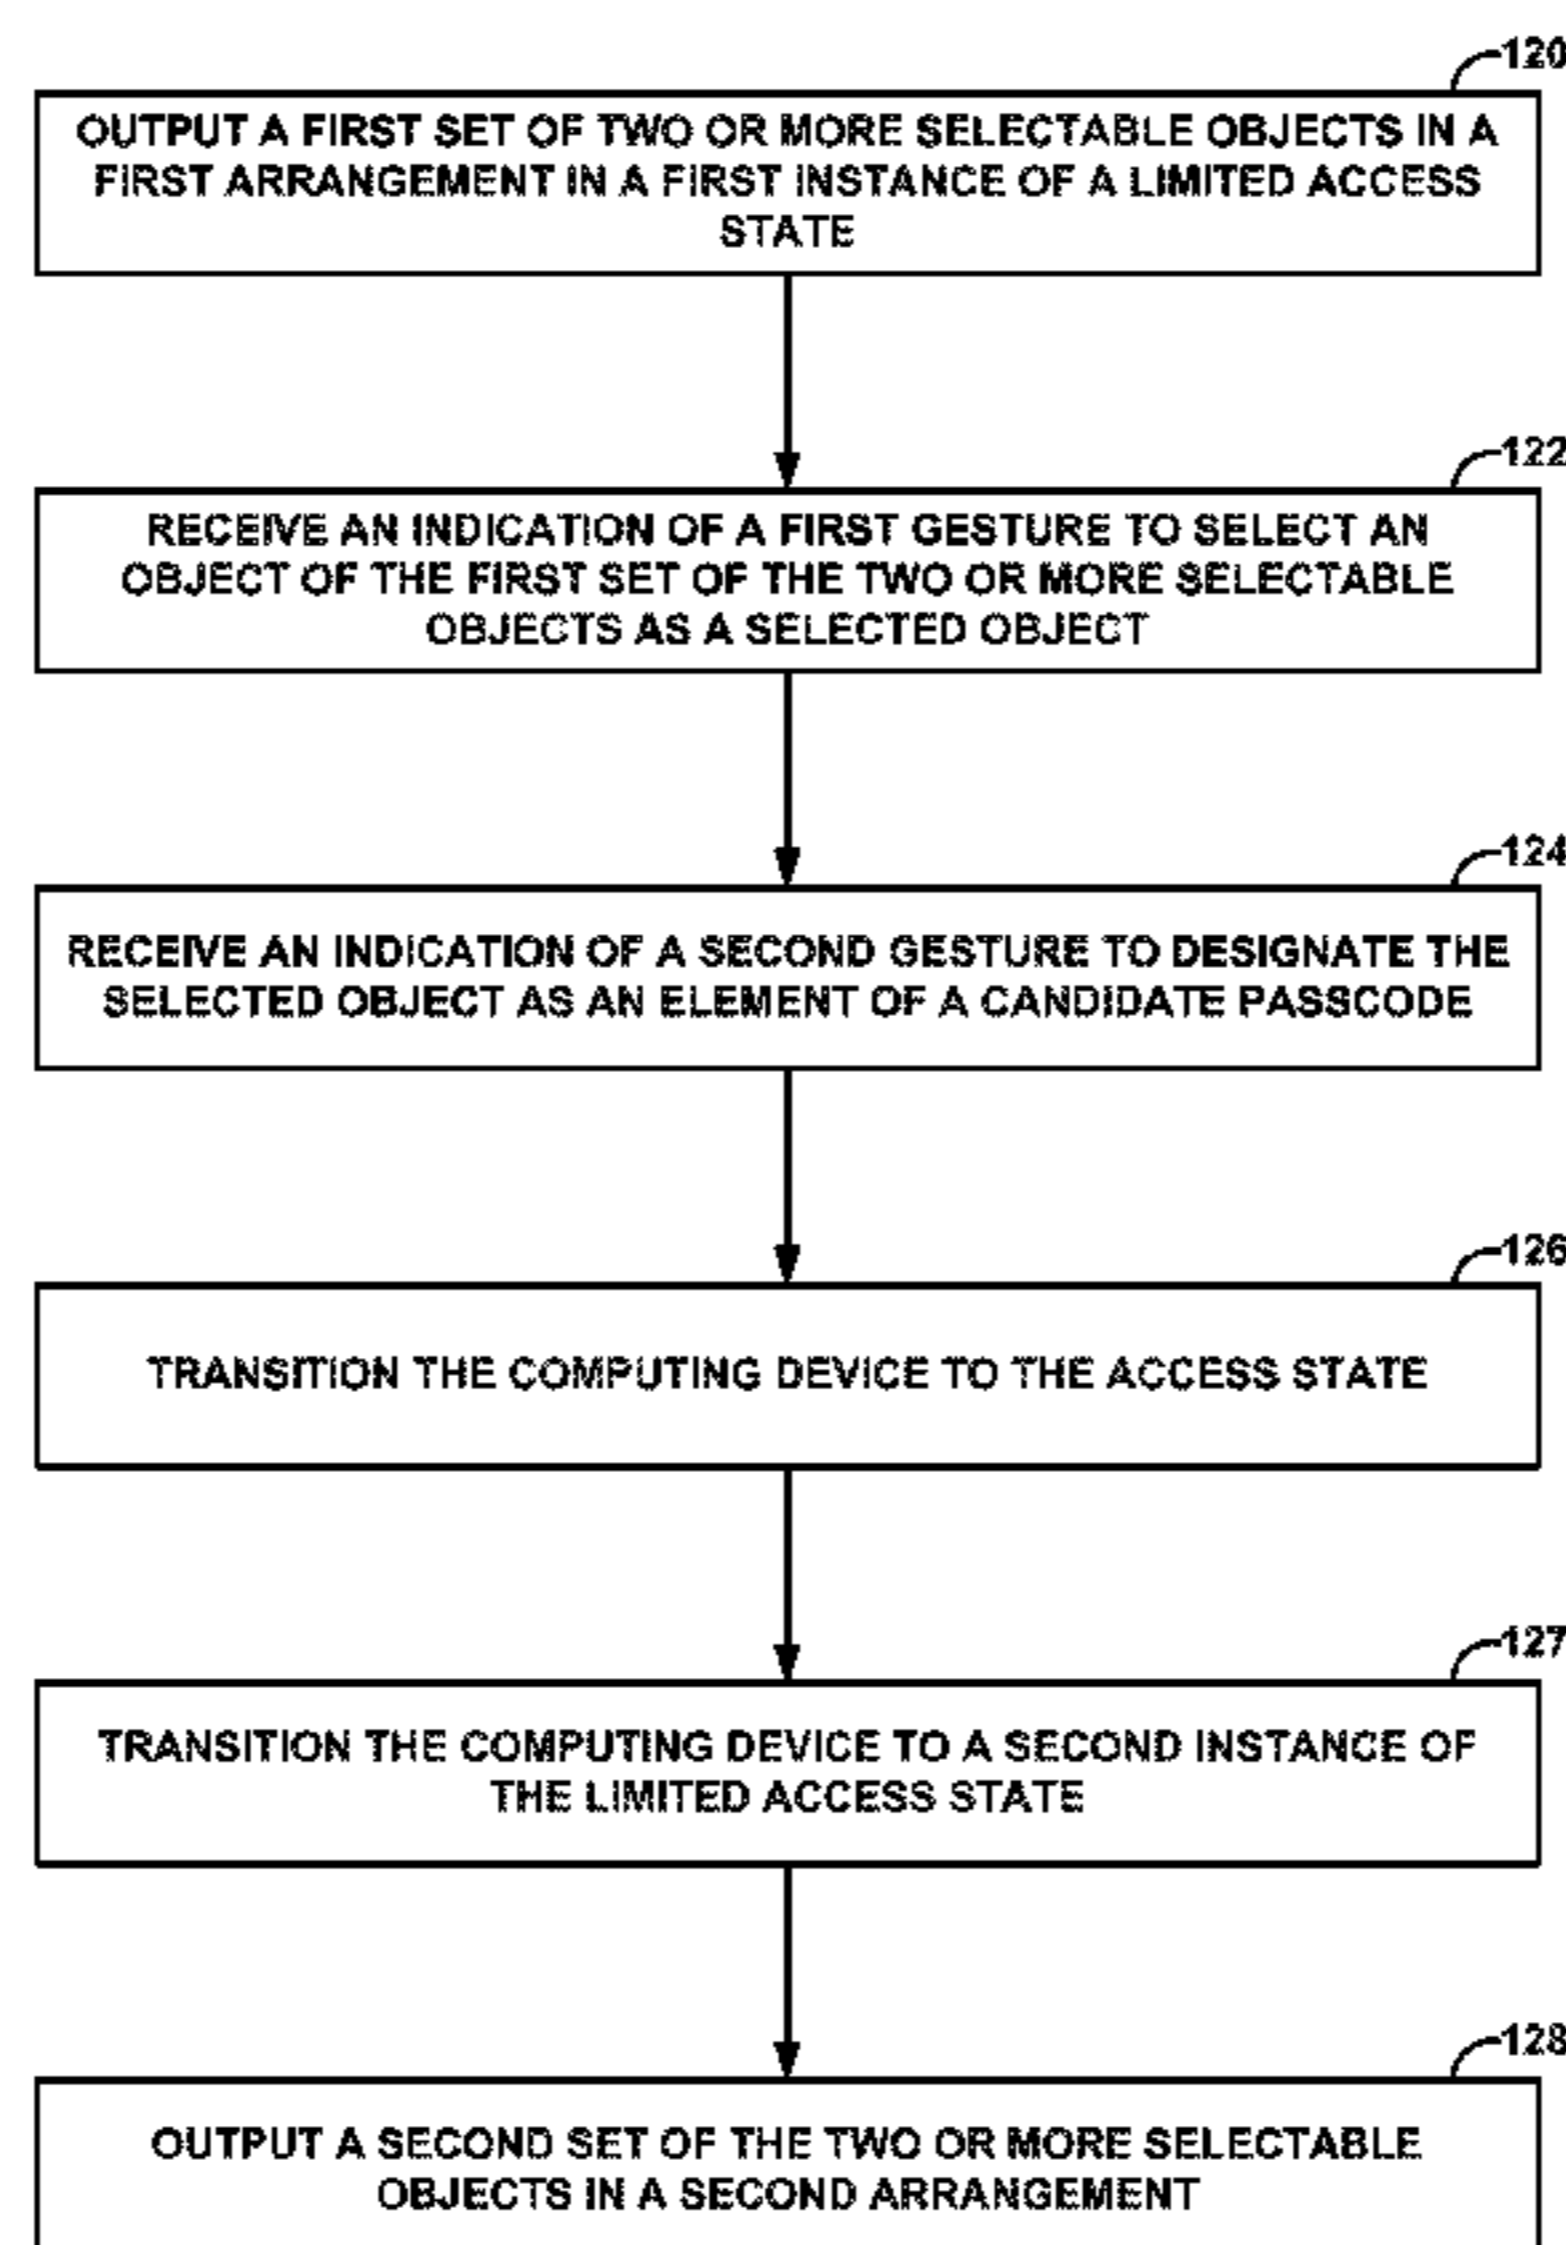 120
OUTPUT A FIRST SET OF TWO OR MORE SELECTABLE OBJECTS IN A
FIRST ARRANGEMENT IN A FIRST INSTANCE OF A LIMITED ACCESS
STATE
122
RECEIVE AN INDICATION OF A FIRST GESTURE TO SELECT AN
OBJECT OF THE FIRST SET OF THE TWO OR MORE SELECTABLE
OBJECTS AS A SELECTED OBJECT
124
RECEIVE AN INDICATION OF A SECOND GESTURE TO DESIGNATE THE
SELECTED OBJECT AS AN ELEMENT OF A CANDIDATE PASSCODE
126
TRANSITION THE COMPUTING DEVICE TO THE ACCESS STATE
127
TRANSITION THE COMPUTING DEVICE TO A SECOND INSTANCE OF
THE LIMITED ACCESS STATE
128
OUTPUT A SECOND SET OF THE TWO OR MORE SELECTABLE
OBJECTS IN A SECOND ARRANGEMENT